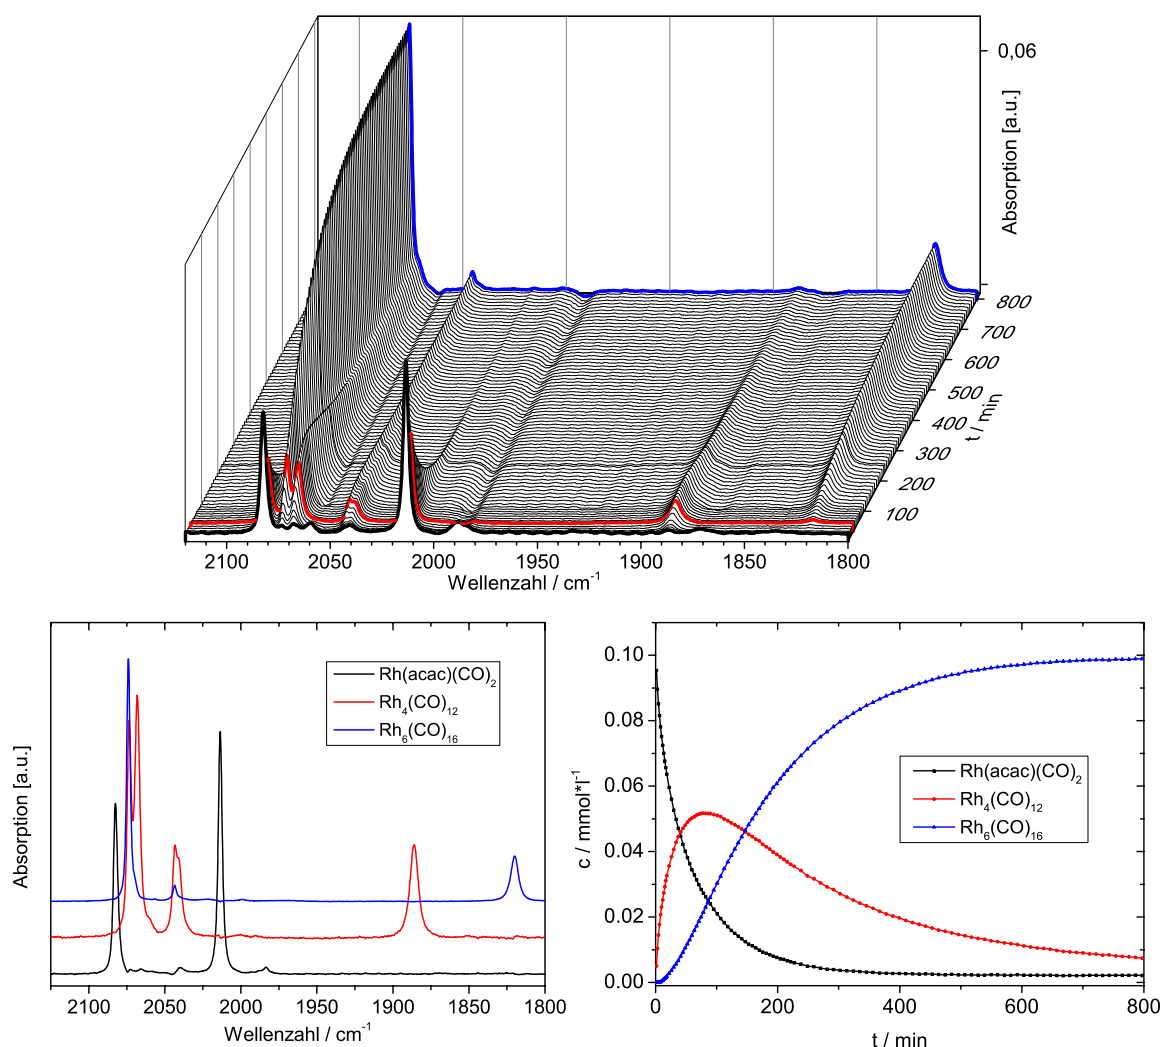 0,06
Absorption [a.u.]
800
700
600
500
400
300
200
100
t / min
2100 2050 2000 1950 1900 1850 1800
Wellenzahl / cm⁻¹
Absorption [a.u.]
Rh(acac)(CO)₂
Rh₄(CO)₁₂
Rh₆(CO)₁₆
2100 2050 2000 1950 1900 1850 1800
Wellenzahl / cm⁻¹
c / mmol*l⁻¹
0.10
0.08
0.06
0.04
0.02
0.00
Rh(acac)(CO)₂
Rh₄(CO)₁₂
Rh₆(CO)₁₆
0 200 400 600 800
t / min